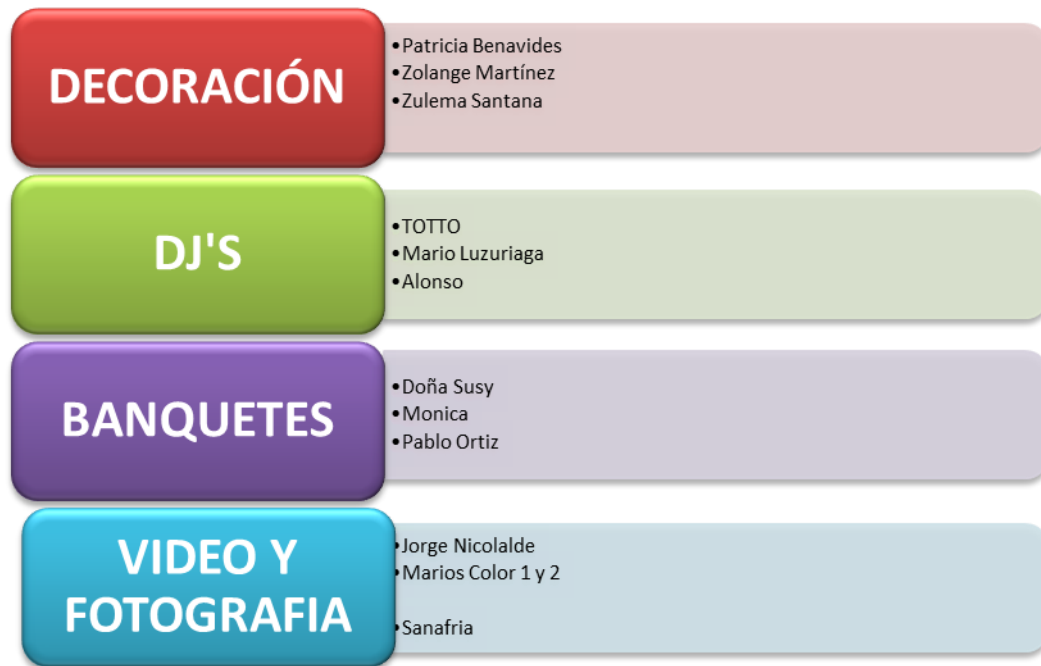 DECORACIÓN
•Patricia Benavides
•Zolange Martínez
•Zulema Santana
DJ'S
•TOTTO
•Mario Luzuriaga
•Alonso
BANQUETES
•Doña Susy
•Monica
•Pablo Ortiz
VIDEO Y
FOTOGRAFIA
•Jorge Nicolalde
•Marios Color 1 y 2
•Sanafria